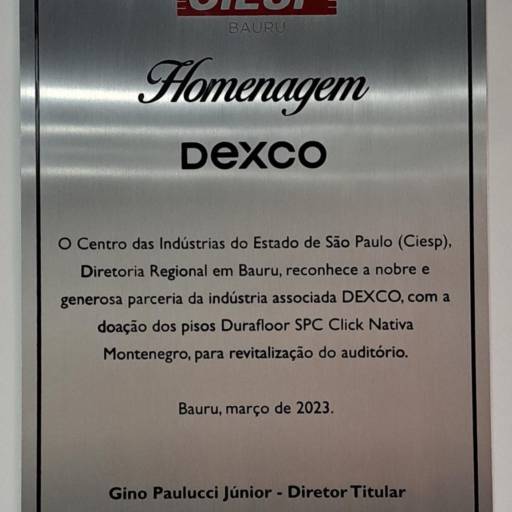 CIESP
BAURU
Homenagem
Dexco
O Centro das Indústrias do Estado de São Paulo (Ciesp),
Diretoria Regional em Bauru, reconhece a nobre e
generosa parceria da indústria associada DEXCO, com a
doação dos pisos Durafloor SPC Click Nativa
Montenegro, para revitalização do auditório.
Bauru, março de 2023.
Gino Paulucci Júnior - Diretor Titular